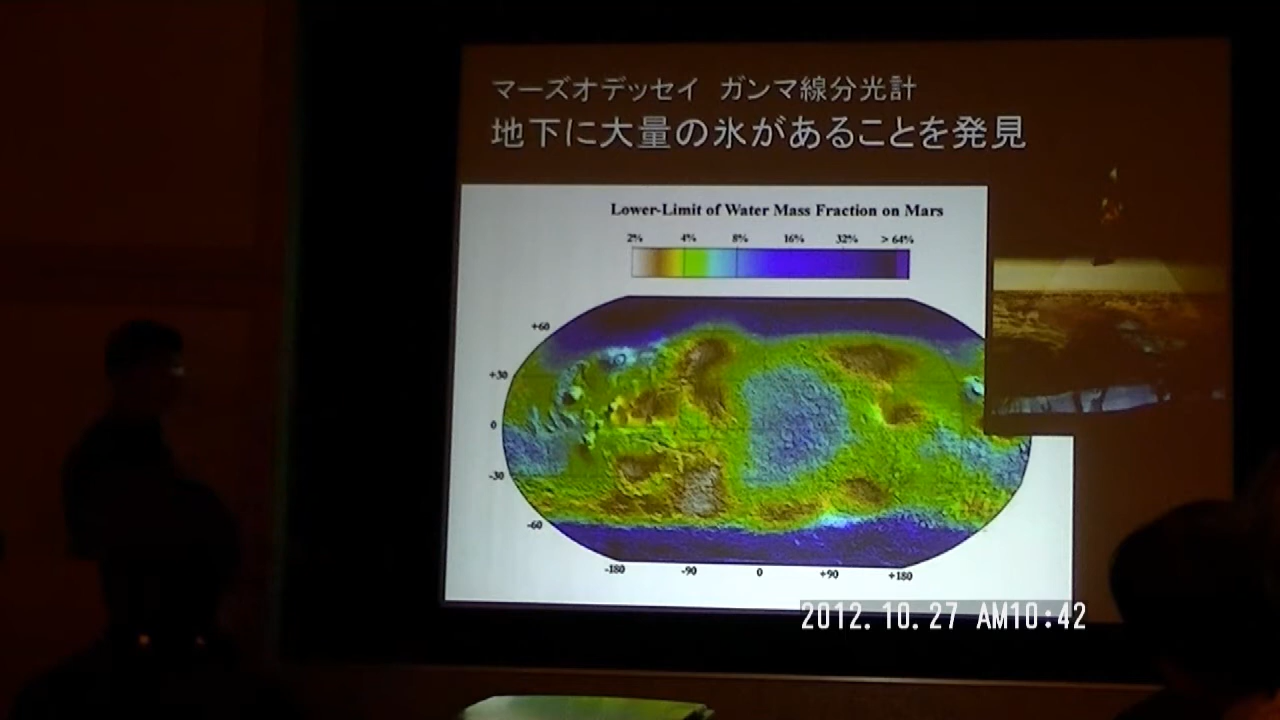 マーズオデッセイ ガンマ線分光計
地下に大量の氷があることを発見
Lower-Limit of Water Mass Fraction on Mars
2% 4% 8% 16% 32% > 64%
+60
+30
0
-30
-60
-180 -90 0 +90 +180
2012.10.27 AM10:42